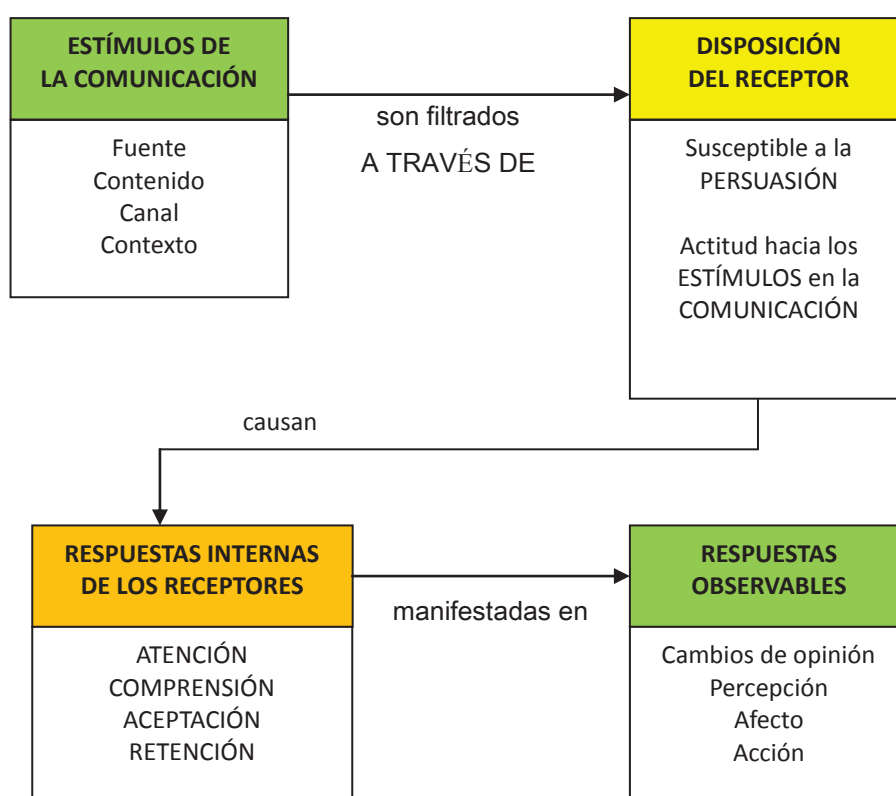 ESTÍMULOS DE
LA COMUNICACIÓN
Fuente
Contenido
Canal
Contexto
son filtrados
A TRAVÉS DE
DISPOSICIÓN
DEL RECEPTOR
Susceptible a la
PERSUASIÓN
Actitud hacia los
ESTÍMULOS en la
COMUNICACIÓN
causan
RESPUESTAS INTERNAS
DE LOS RECEPTORES
ATENCIÓN
COMPRENSIÓN
ACEPTACIÓN
RETENCIÓN
manifestadas en
RESPUESTAS
OBSERVABLES
Cambios de opinión
Percepción
Afecto
Acción